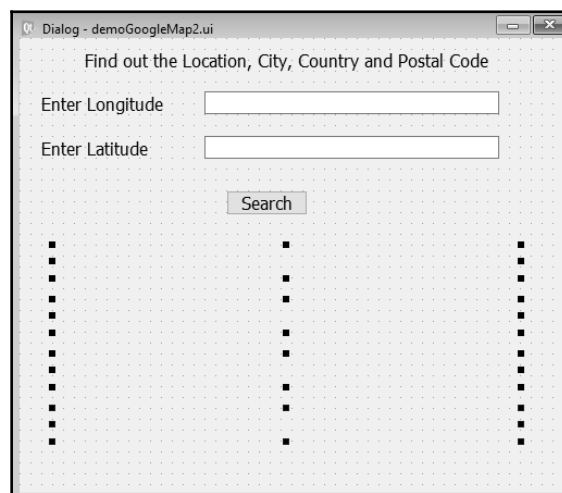 Dialog - demoGoogleMap2.ui
Find out the Location, City, Country and Postal Code
Enter Longitude
Enter Latitude
Search